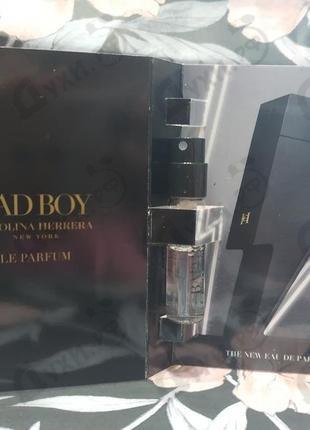 AD BOY
OLINA HERRERA
NEW YORK
LE PARFUM
THE NEW EAU DE PAR